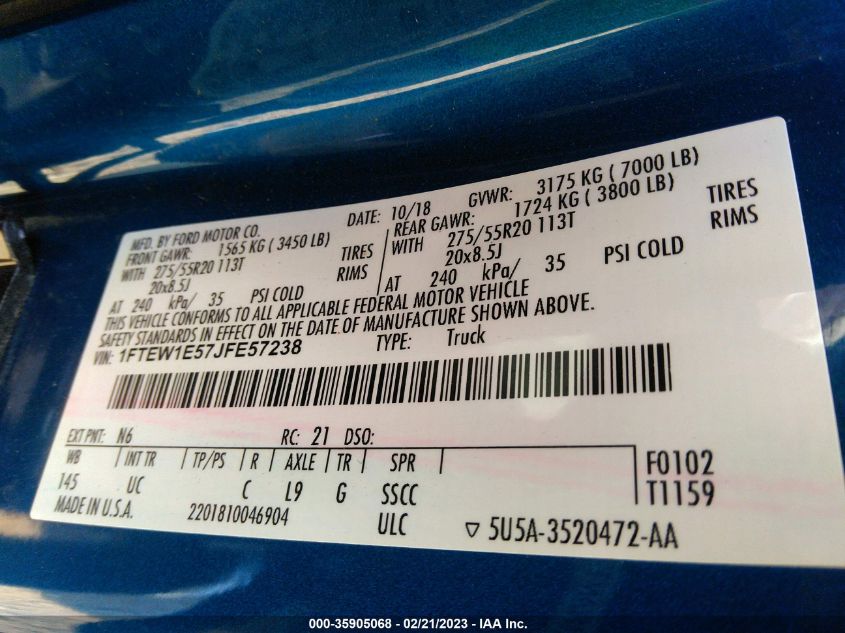 MFD. BY FORD MOTOR CO. DATE: 10/18 GVWR: 3175 KG ( 7000 LB)
FRONT GAWR: 1565 KG ( 3450 LB) REAR GAWR: 1724 KG ( 3800 LB)
WITH 275/55R20 113T TIRES WITH 275/55R20 113T TIRES
20x8.5J RIMS 20x8.5J RIMS
AT 240 kPa/ 35 PSI COLD AT 240 kPa/ 35 PSI COLD
THIS VEHICLE CONFORMS TO ALL APPLICABLE FEDERAL MOTOR VEHICLE
SAFETY STANDARDS IN EFFECT ON THE DATE OF MANUFACTURE SHOWN ABOVE.
VIN: 1FTEW1E57JFE57238 TYPE: Truck
EXT PNT: N6 RC: 21 DSO:
WB INT TR TP/PS R AXLE TR SPR F0102
145 UC C L9 G SSCC T1159
MADE IN U.S.A. 2201810046904 ULC ▽ 5U5A-3520472-AA
000-35905068 - 02/21/2023 - IAA Inc.